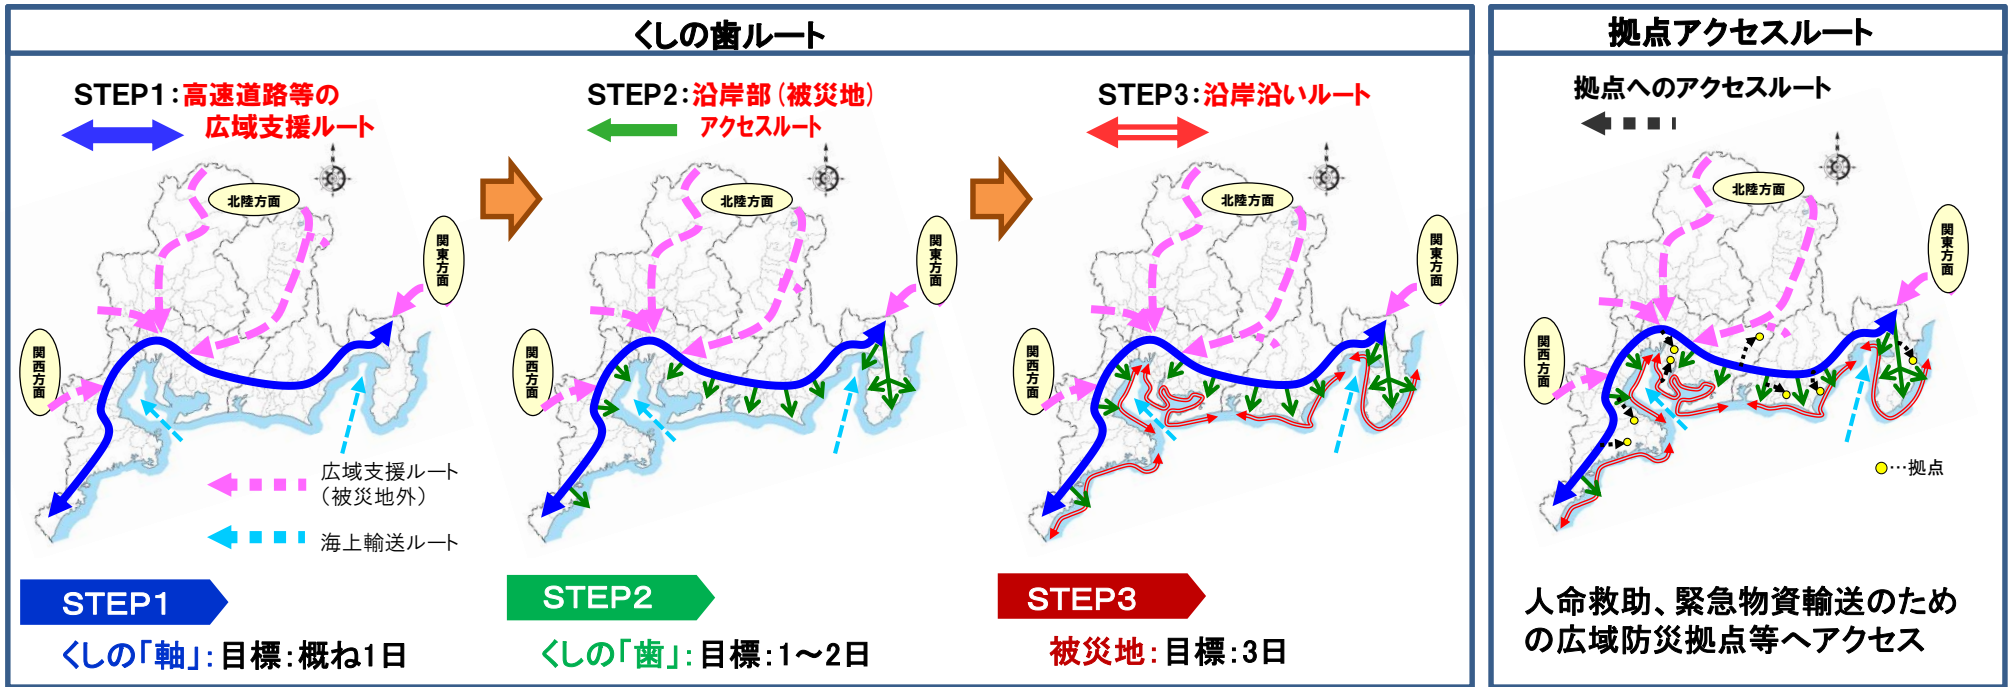 くしの歯ルート
STEP1：高速道路等の
広域支援ルート
北陸方面
関東方面
関西方面
広域支援ルート
（被災地外）
海上輸送ルート
STEP1
くしの「軸」：目標：概ね1日
STEP2：沿岸部（被災地）
アクセスルート
北陸方面
関東方面
関西方面
STEP2
くしの「歯」：目標：1～2日
STEP3：沿岸沿いルート
北陸方面
関東方面
関西方面
STEP3
被災地：目標：3日
拠点アクセスルート
拠点へのアクセスルート
北陸方面
関東方面
関西方面
…拠点
人命救助、緊急物資輸送のため
の広域防災拠点等へアクセス